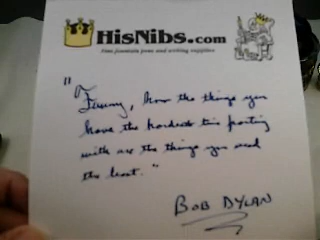 HisNibs.com
fine fountain pens and writing supplies
"Funny, how the things you
have the hardest time parting
with are the things you need
the least."
BOB DYLAN